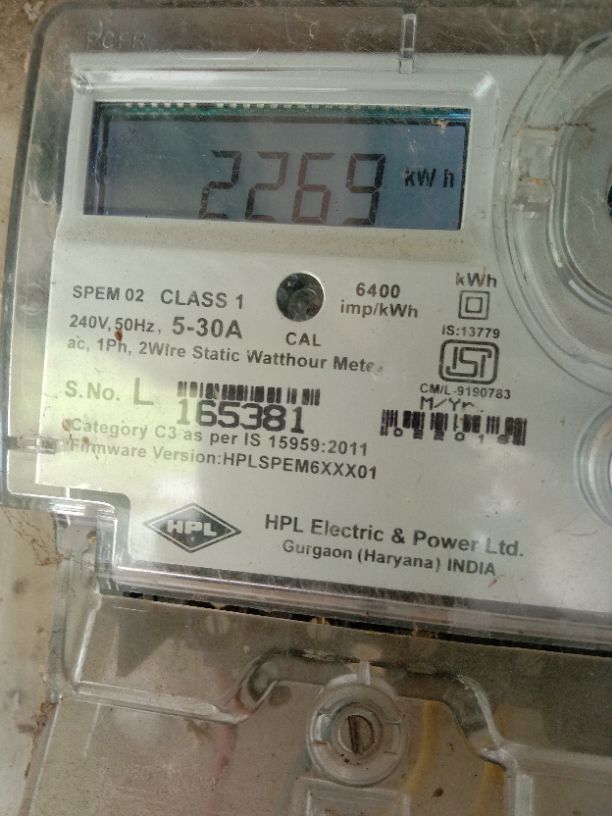 2269 kWh
SPEM 02 CLASS 1
6400
imp/kWh
kWh
240V, 50Hz, 5-30A
CAL
IS:13779
ac, 1Ph, 2Wire Static Watthour Meter
ISI
CM/L-9190783
S.No. L 165381
M/Yr.
Category C3 as per IS 15959:2011
Firmware Version:HPLSPEM6XXX01
HPL
HPL Electric & Power Ltd.
Gurgaon (Haryana) INDIA